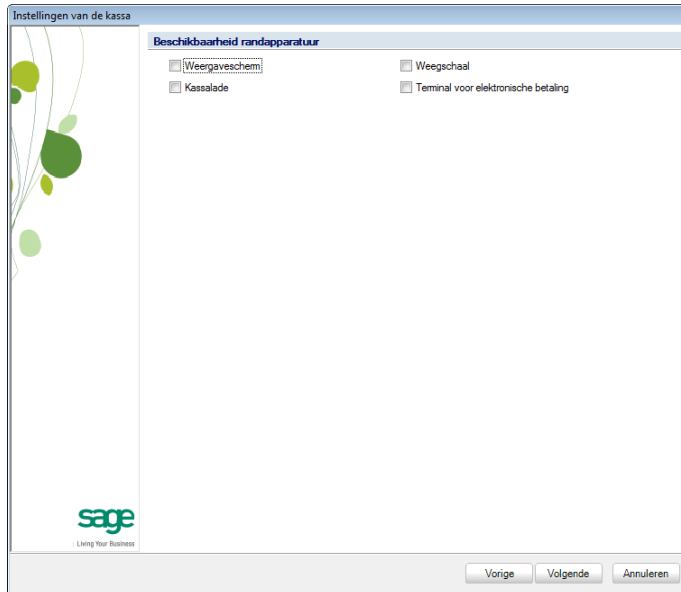 Instellingen van de kassa
Beschikbaarheid randapparatuur
Weergavescherm Weegschaal
Kassalade Terminal voor elektronische betaling
sage
Living Your Business
Vorige Volgende Annuleren